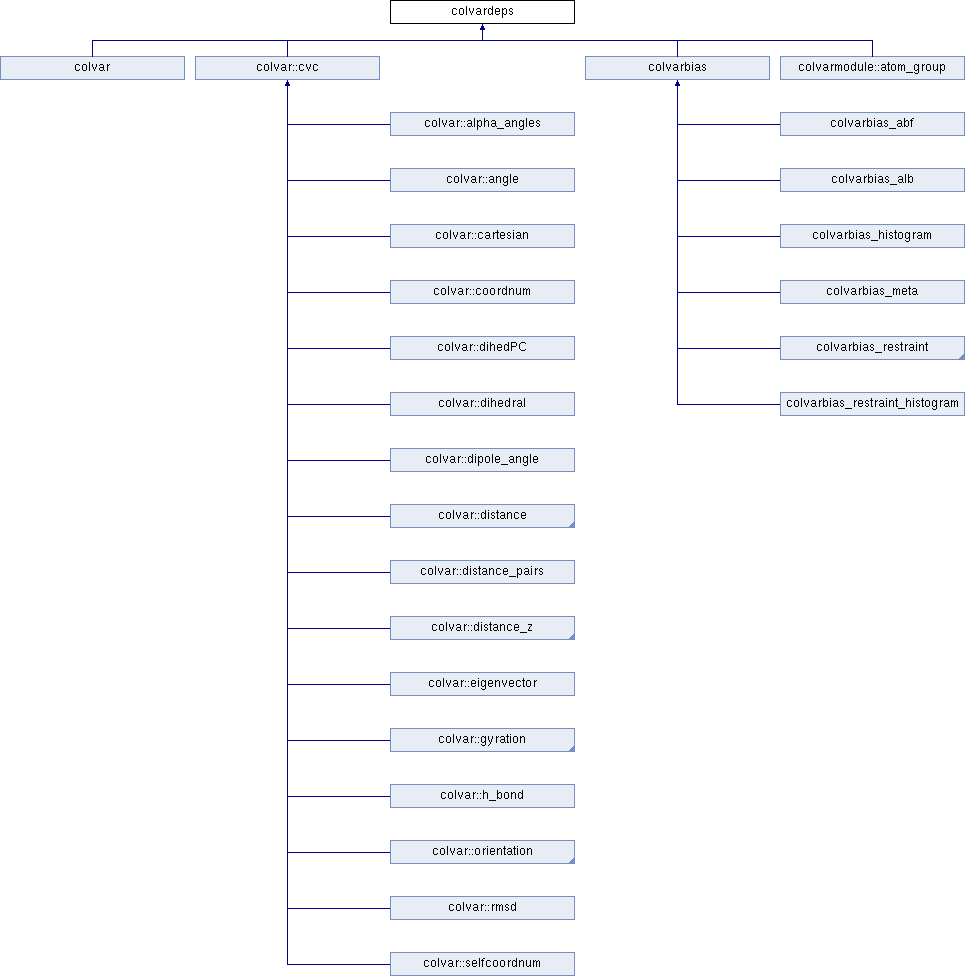 colvardeps
colvar
colvar::cvc
colvarbias
colvarmodule::atom_group
colvar::alpha_angles
colvarbias_abf
colvar::angle
colvarbias_alb
colvar::cartesian
colvarbias_histogram
colvar::coordnum
colvarbias_meta
colvar::dihedPC
colvarbias_restraint
colvar::dihedral
colvarbias_restraint_histogram
colvar::dipole_angle
colvar::distance
colvar::distance_pairs
colvar::distance_z
colvar::eigenvector
colvar::gyration
colvar::h_bond
colvar::orientation
colvar::rmsd
colvar::selfcoordnum